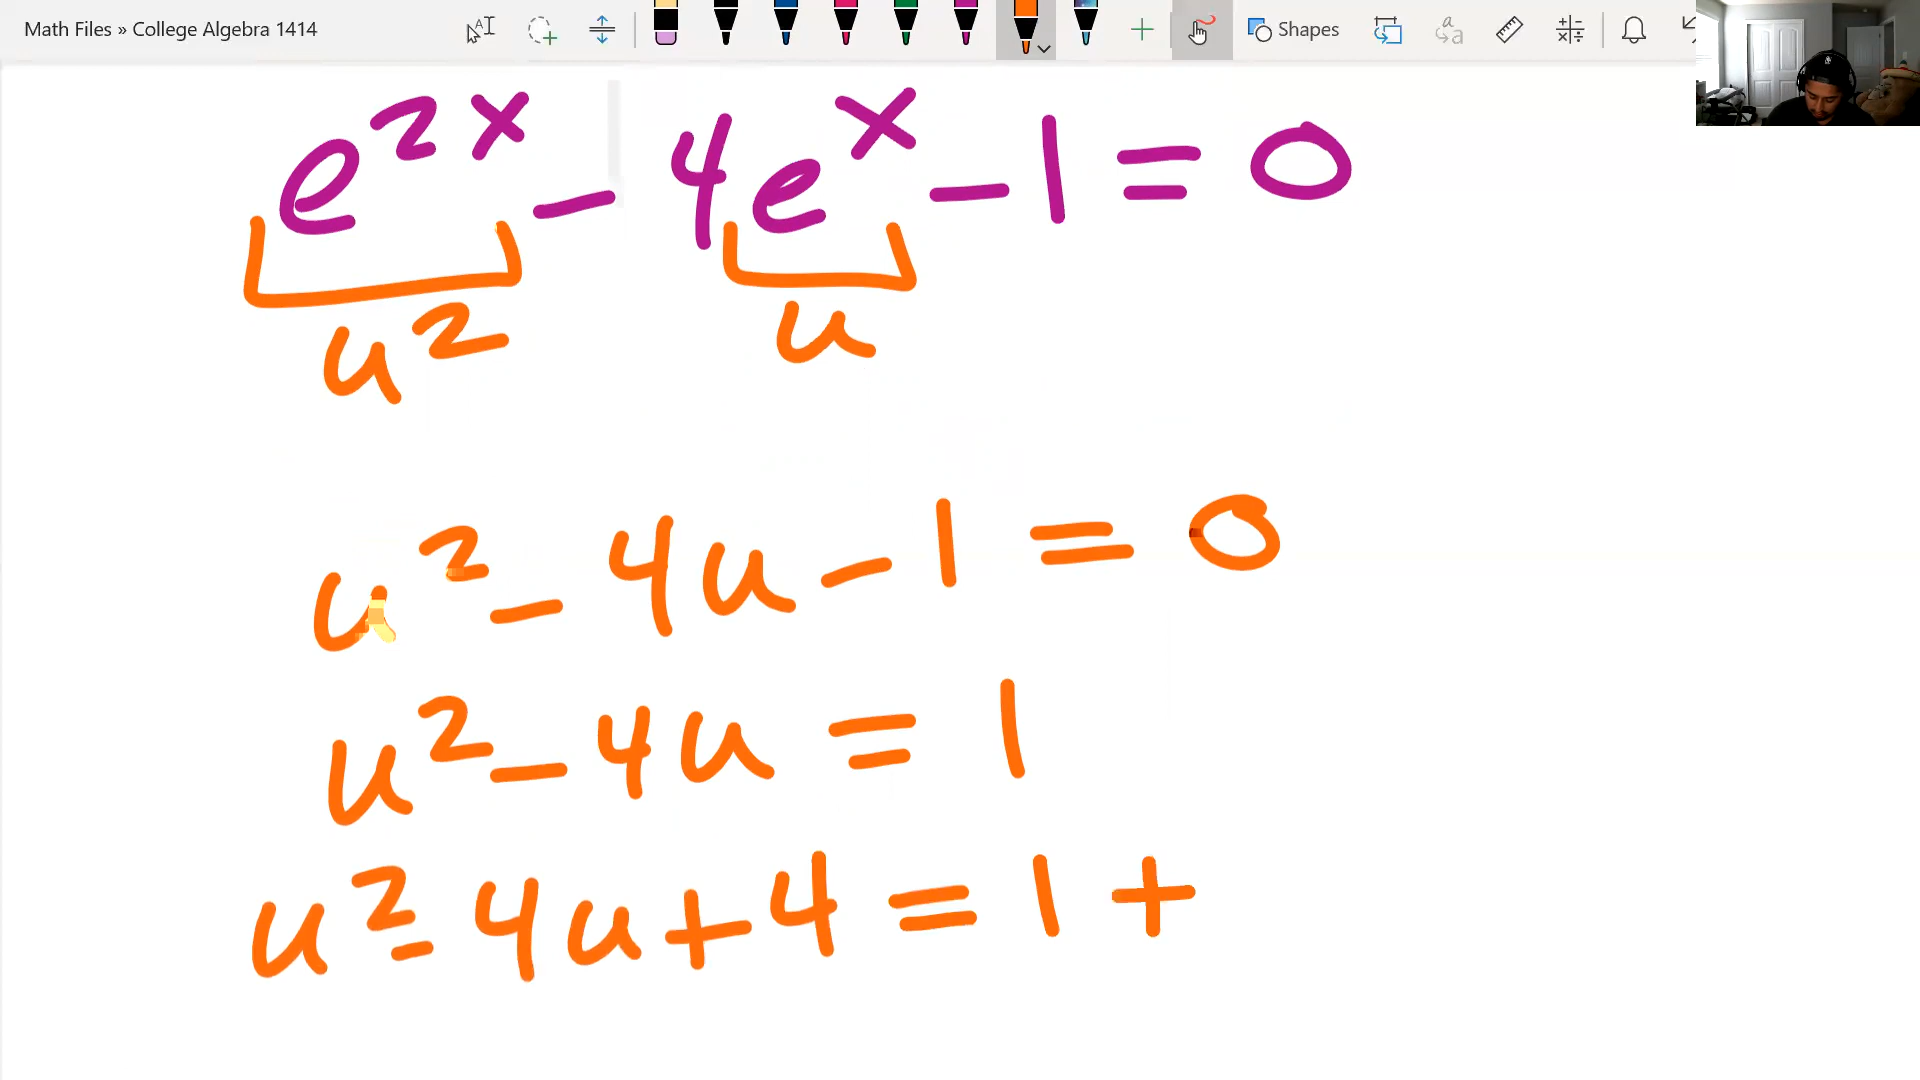 Math Files » College Algebra 1414
Shapes
e^2x - 4e^x - 1 = 0
u^2 u
u^2 - 4u - 1 = 0
u^2 - 4u = 1
u^2 - 4u + 4 = 1 +